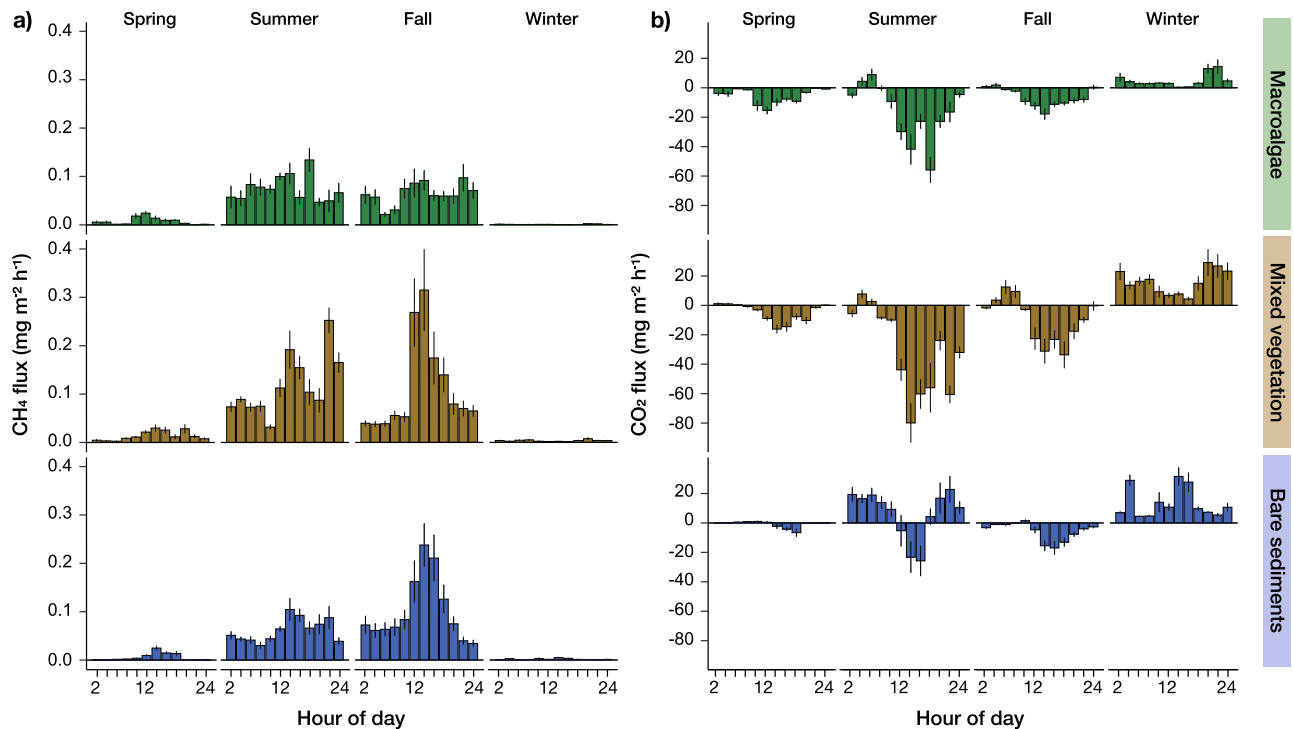 a)
Spring Summer Fall Winter
0.4
0.3
0.2
0.1
0.0
0.4
0.3
0.2
0.1
0.0
0.4
0.3
0.2
0.1
0.0
CH₄ flux (mg m⁻² h⁻¹)
2 12 24 2 12 24 2 12 24 2 12 24
Hour of day
b)
Spring Summer Fall Winter
20
0
-20
-40
-60
-80
20
0
-20
-40
-60
-80
20
0
-20
-40
-60
-80
CO₂ flux (mg m⁻² h⁻¹)
2 12 24 2 12 24 2 12 24 2 12 24
Hour of day
Macroalgae
Mixed vegetation
Bare sediments